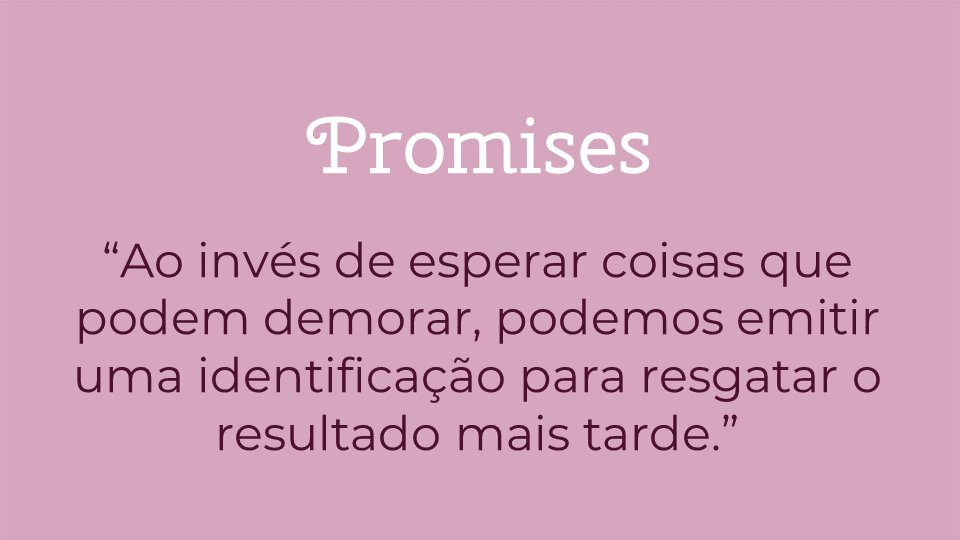 Promises
“Ao invés de esperar coisas que
podem demorar, podemos emitir
uma identificação para resgatar o
resultado mais tarde.”